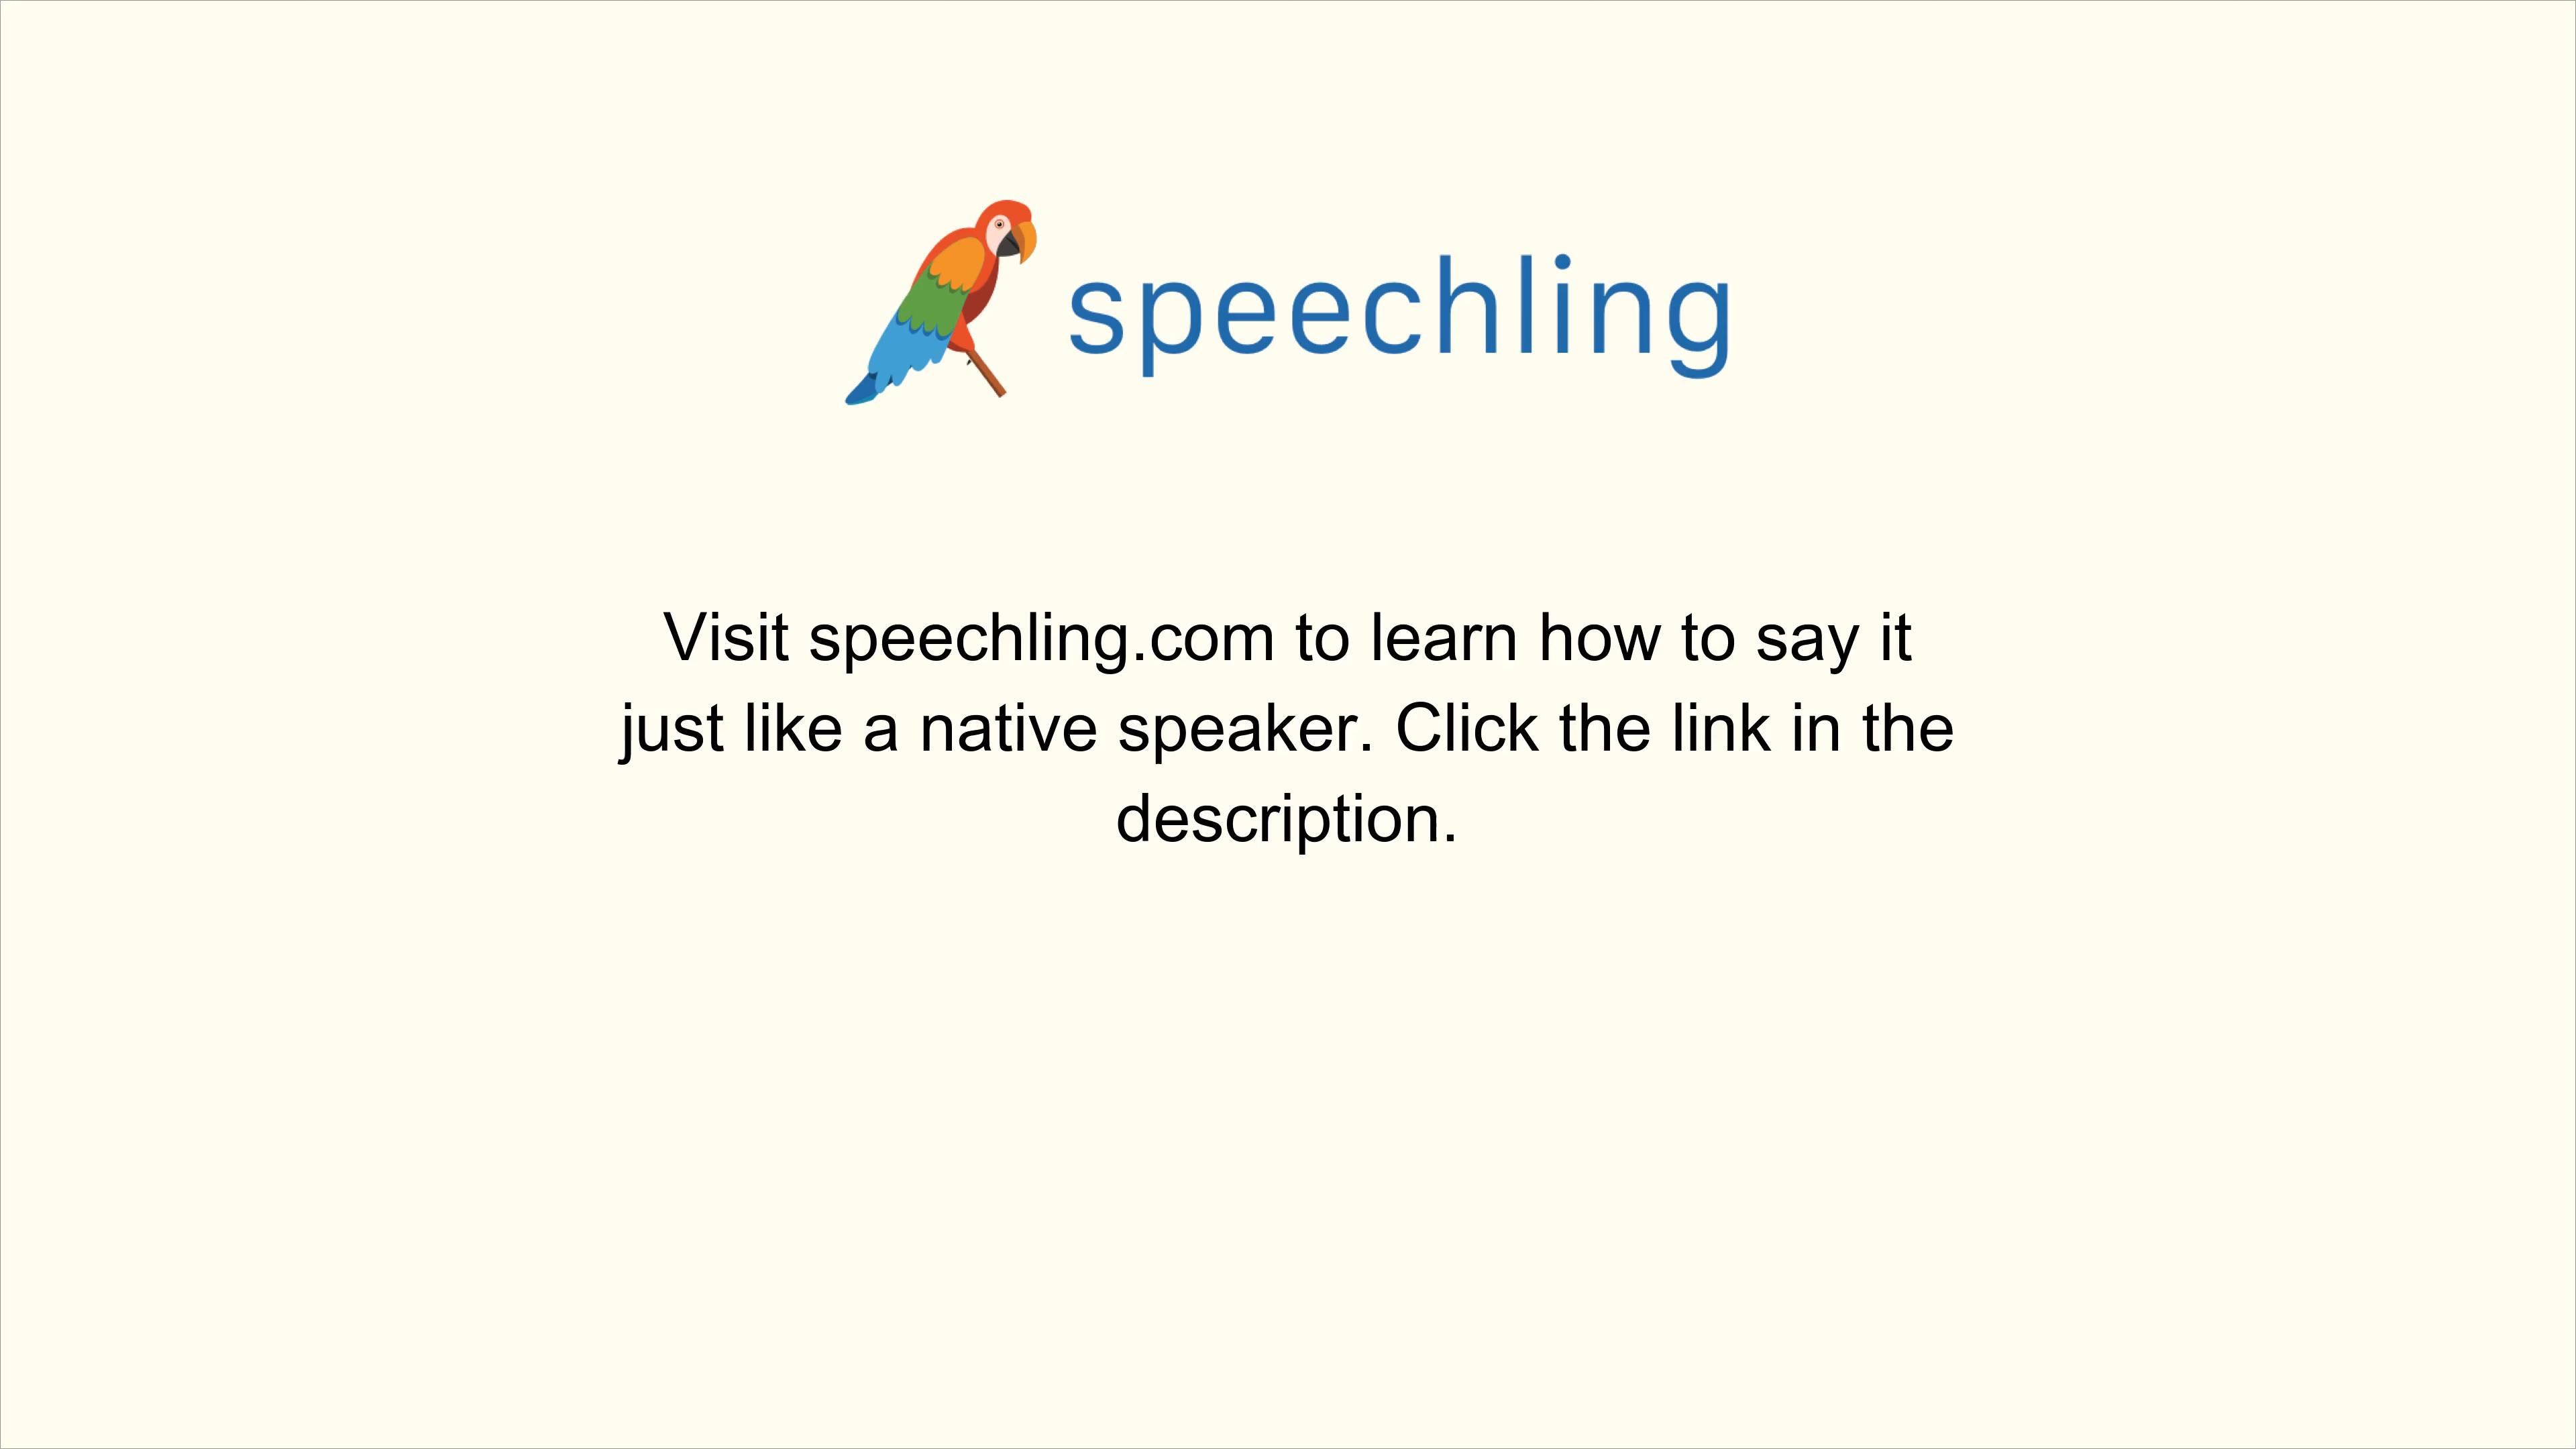 speechling
Visit speechling.com to learn how to say it
just like a native speaker. Click the link in the
description.